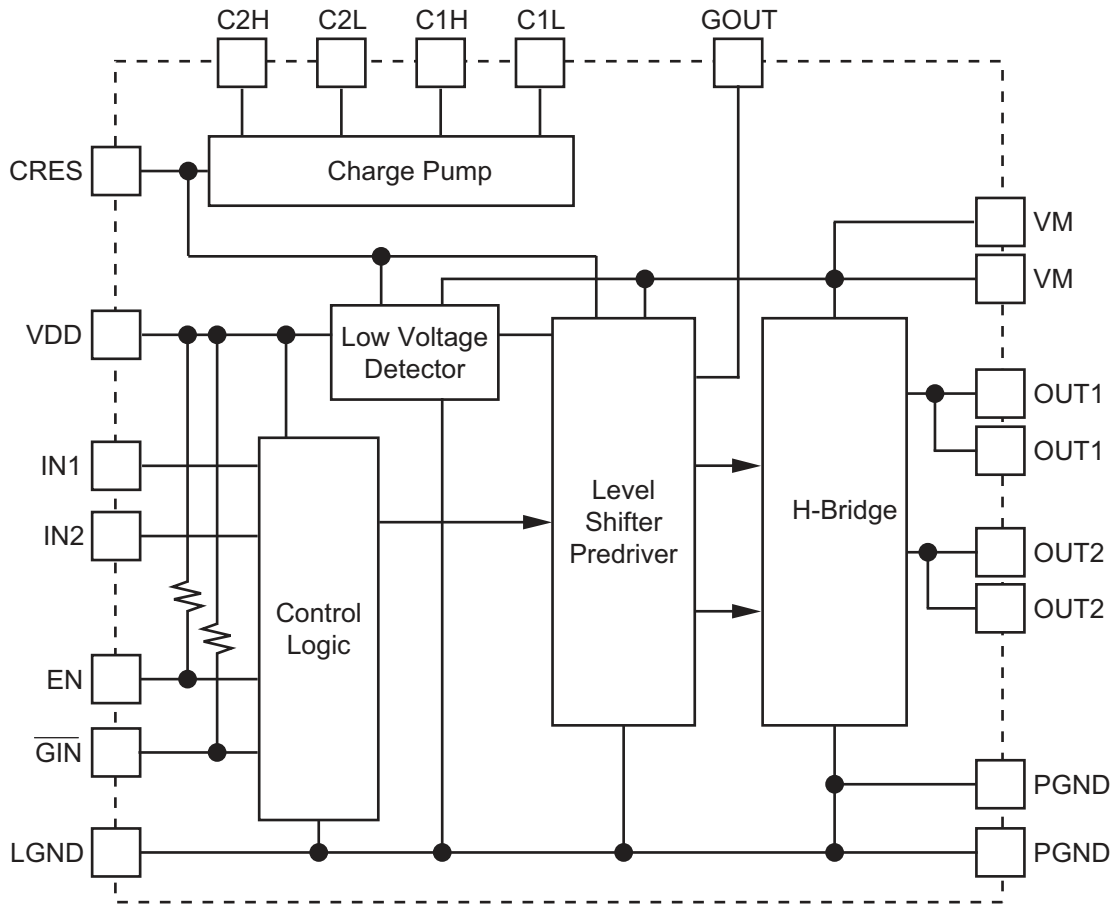 C2H
C2L
C1H
C1L
GOUT
CRES
Charge Pump
VM
VM
VDD
Low Voltage
Detector
OUT1
OUT1
IN1
IN2
Level
Shifter
Predriver
H-Bridge
OUT2
OUT2
Control
Logic
EN
G̅I̅N̅
PGND
LGND
PGND